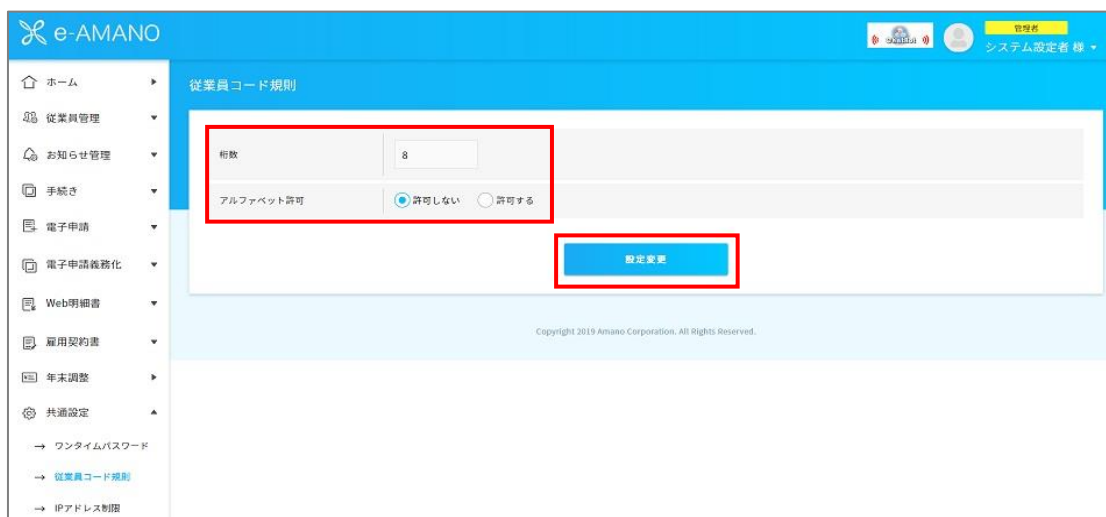 e-AMANO
管理者
システム設定者 様
ホーム
従業員管理
お知らせ管理
手続き
電子申請
電子申請義務化
Web明細書
雇用契約書
年末調整
共通設定
ワンタイムパスワード
従業員コード規則
IPアドレス制限
従業員コード規則
桁数
8
アルファベット許可
許可しない 許可する
設定変更
Copyright 2019 Amano Corporation. All Rights Reserved.